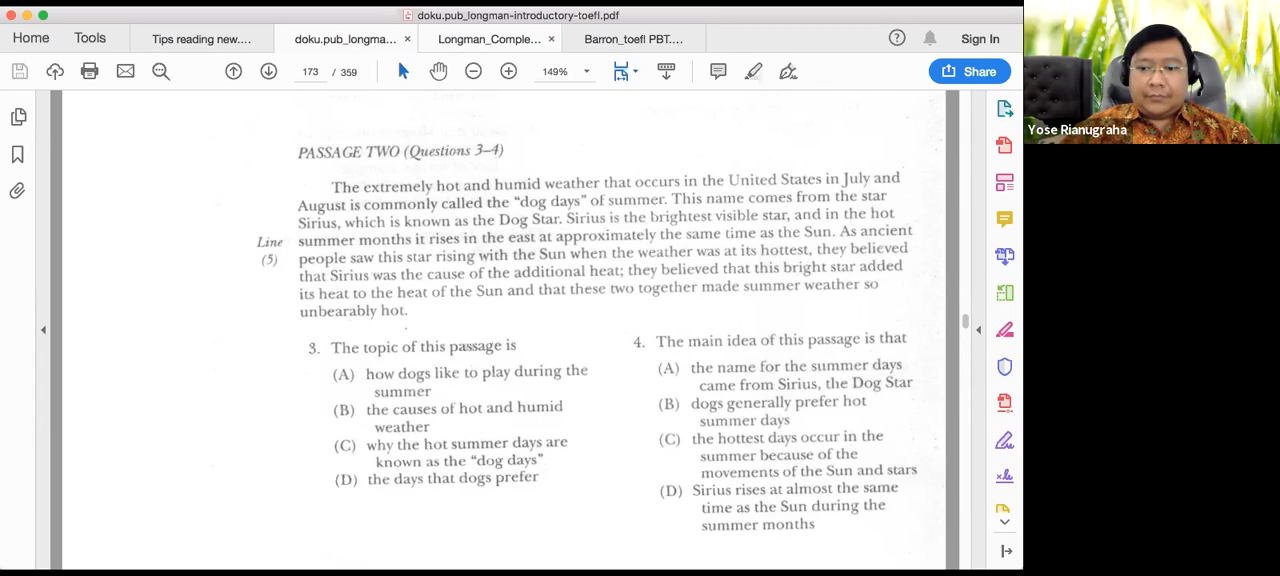 doku.pub_longman-introductory-toefl.pdf
Home
Tools
Tips reading new....
doku.pub_longma...
Longman_Comple...
Barron_toefl PBT....
Sign In
173 / 359
149%
Share
Yose Rianugraha
PASSAGE TWO (Questions 3–4)
The extremely hot and humid weather that occurs in the United States in July and
August is commonly called the “dog days” of summer. This name comes from the star
Sirius, which is known as the Dog Star. Sirius is the brightest visible star, and in the hot
Line summer months it rises in the east at approximately the same time as the Sun. As ancient
(5) people saw this star rising with the Sun when the weather was at its hottest, they believed
that Sirius was the cause of the additional heat; they believed that this bright star added
its heat to the heat of the Sun and that these two together made summer weather so
unbearably hot.
3. The topic of this passage is
(A) how dogs like to play during the
summer
(B) the causes of hot and humid
weather
(C) why the hot summer days are
known as the “dog days”
(D) the days that dogs prefer
4. The main idea of this passage is that
(A) the name for the summer days
came from Sirius, the Dog Star
(B) dogs generally prefer hot
summer days
(C) the hottest days occur in the
summer because of the
movements of the Sun and stars
(D) Sirius rises at almost the same
time as the Sun during the
summer months